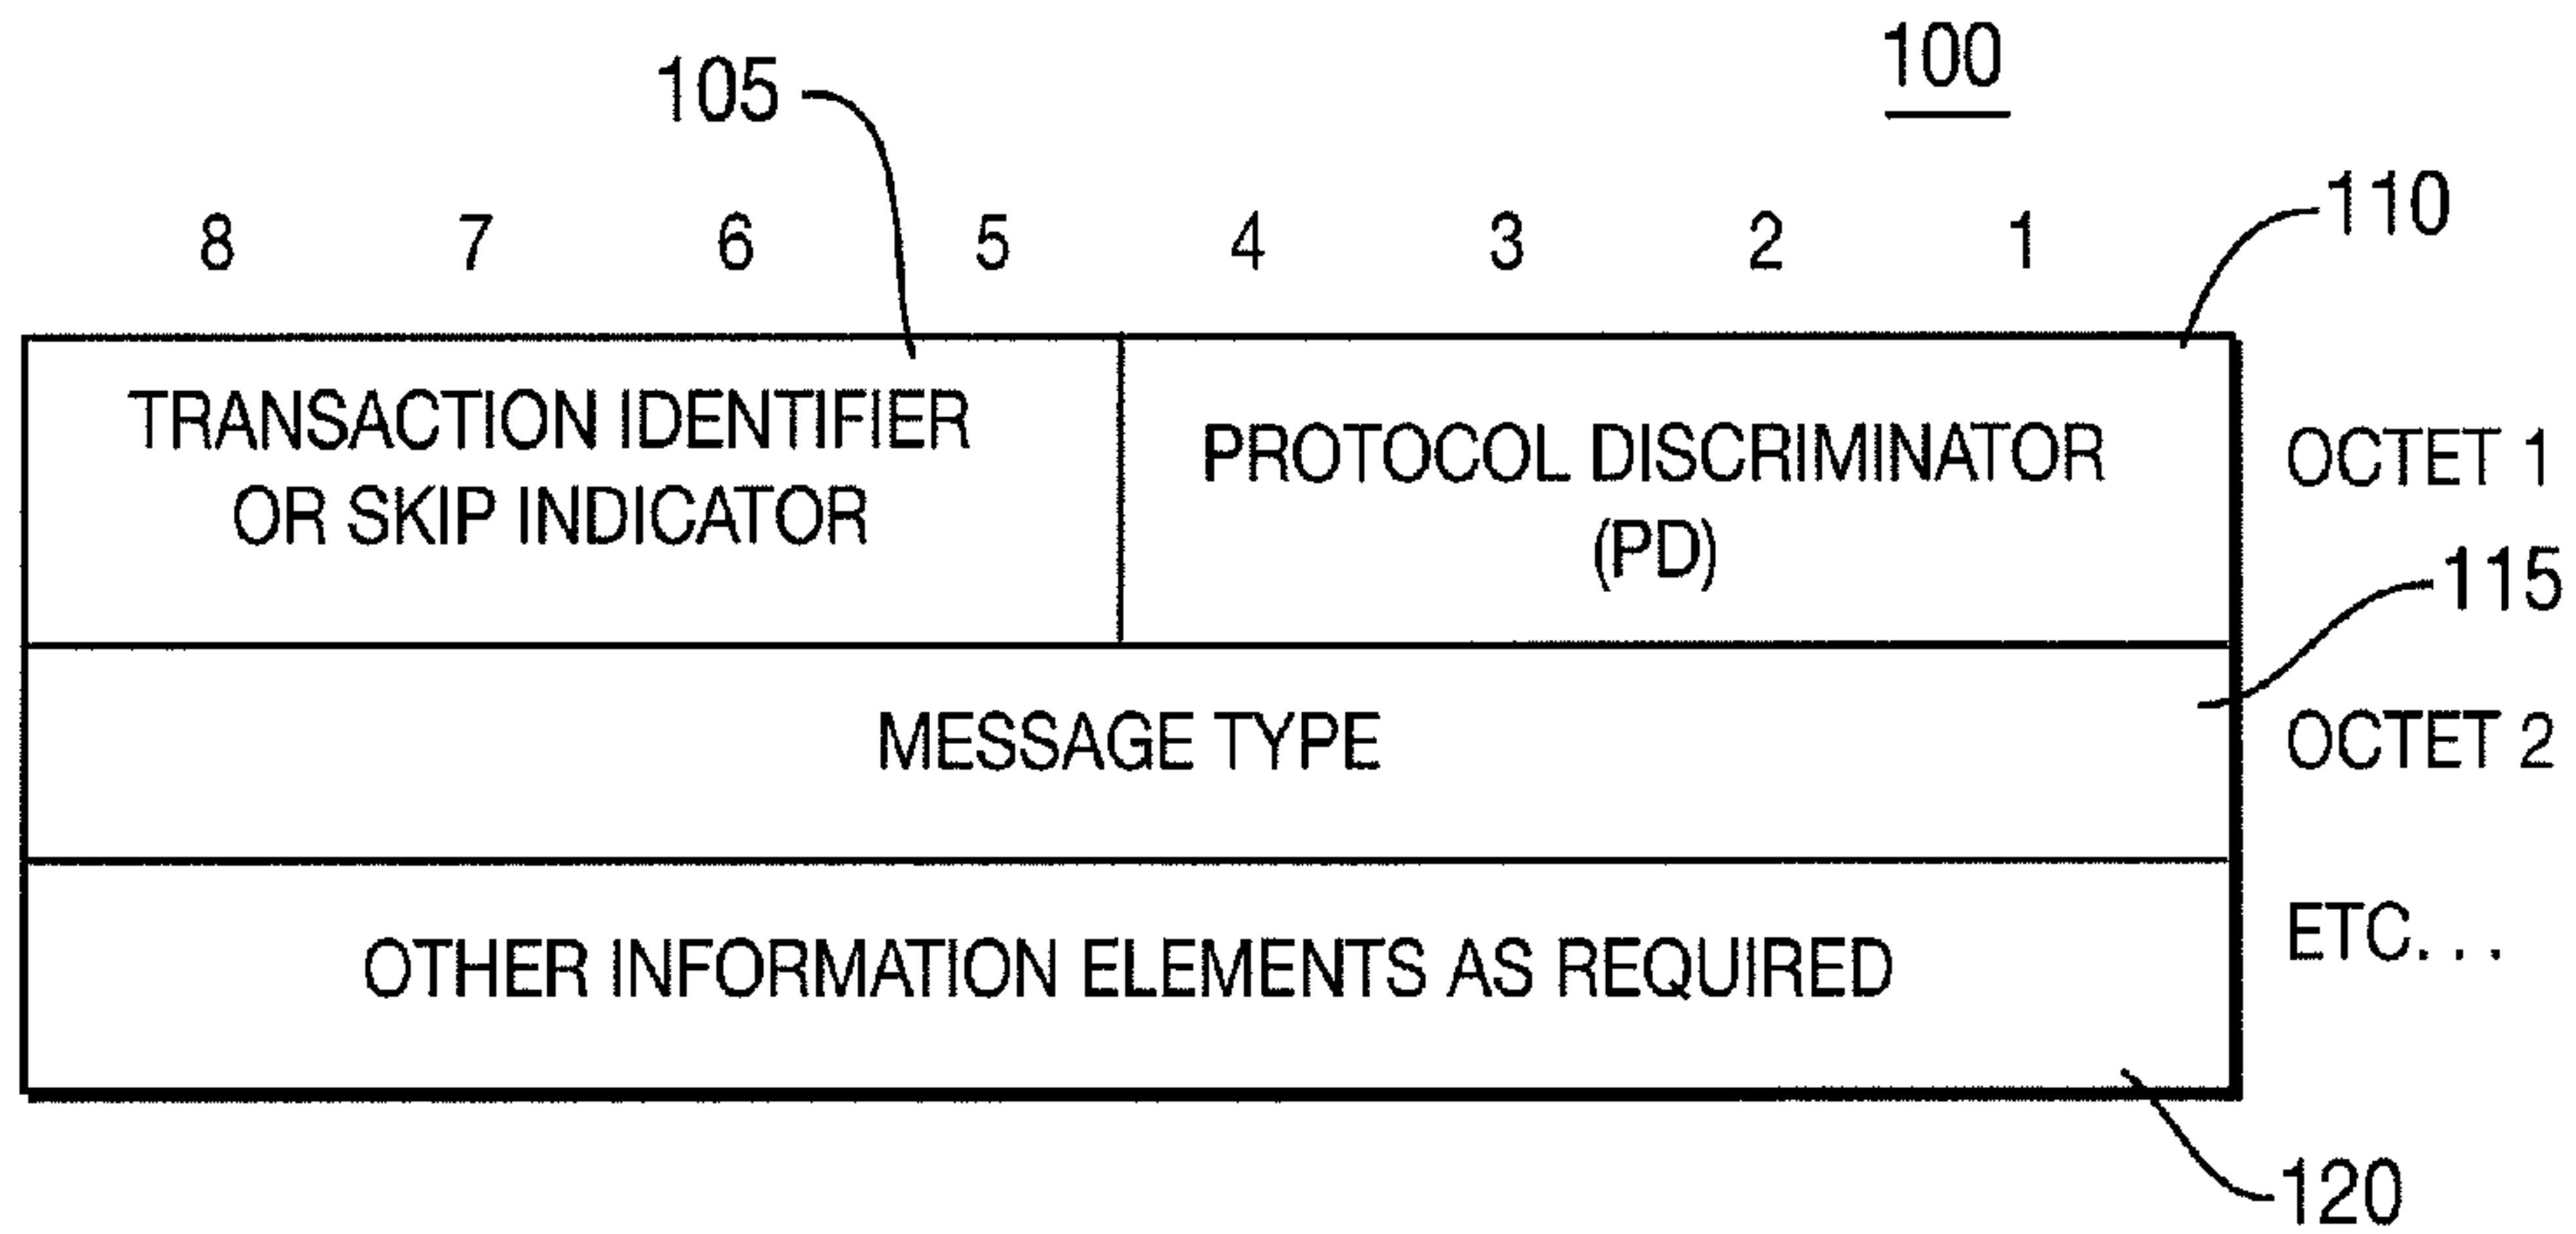 100
105
110
8 7 6 5 4 3 2 1
TRANSACTION IDENTIFIER
OR SKIP INDICATOR
PROTOCOL DISCRIMINATOR
(PD)
OCTET 1
115
MESSAGE TYPE
OCTET 2
OTHER INFORMATION ELEMENTS AS REQUIRED
ETC. . .
120